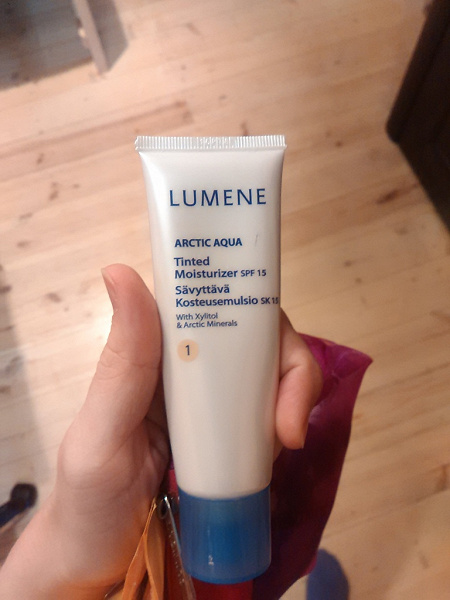 LUMENE
ARCTIC AQUA
Tinted
Moisturizer SPF 15
Sävyttävä
Kosteusemulsio SK 15
With Xylitol
& Arctic Minerals
1